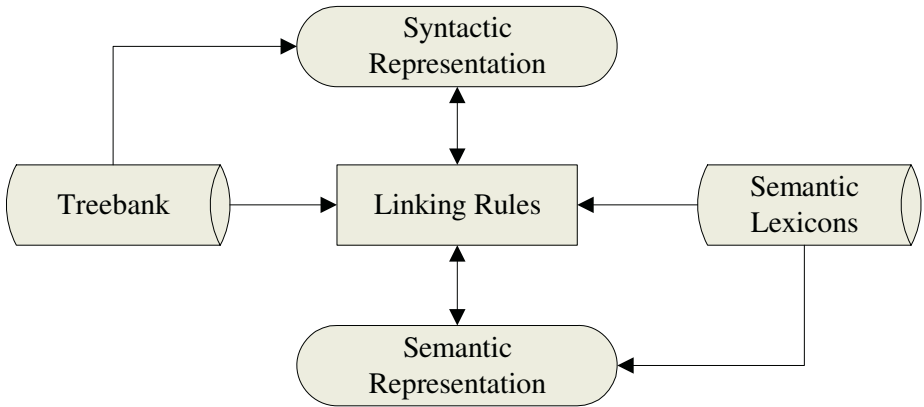 Syntactic
Representation
Treebank
Linking Rules
Semantic
Lexicons
Semantic
Representation